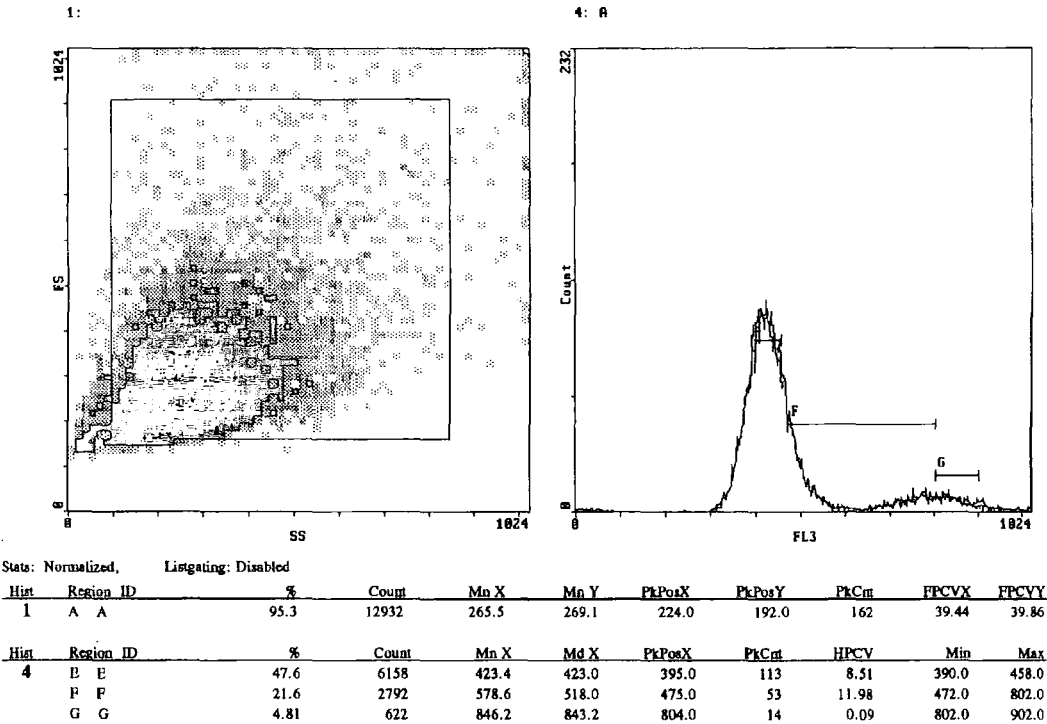 1:
4: A
1024
FS
0
0
SS
1024
232
Count
0
F
G
0
FL3
1024
Stats: Normalized, Listgating: Disabled
Hist Region ID % Count Mn X Mn Y PkPosX PkPosY PkCnt FPCVX FPCVY
1 A A 95.3 12932 265.5 269.1 224.0 192.0 162 39.44 39.86
Hist Region ID % Count Mn X Md X PkPosX PkCnt HPCV Min Max
4 E E 47.6 6158 423.4 423.0 395.0 113 8.51 390.0 458.0
F F 21.6 2792 578.6 518.0 475.0 53 11.98 472.0 802.0
G G 4.81 622 846.2 843.2 804.0 14 0.09 802.0 902.0